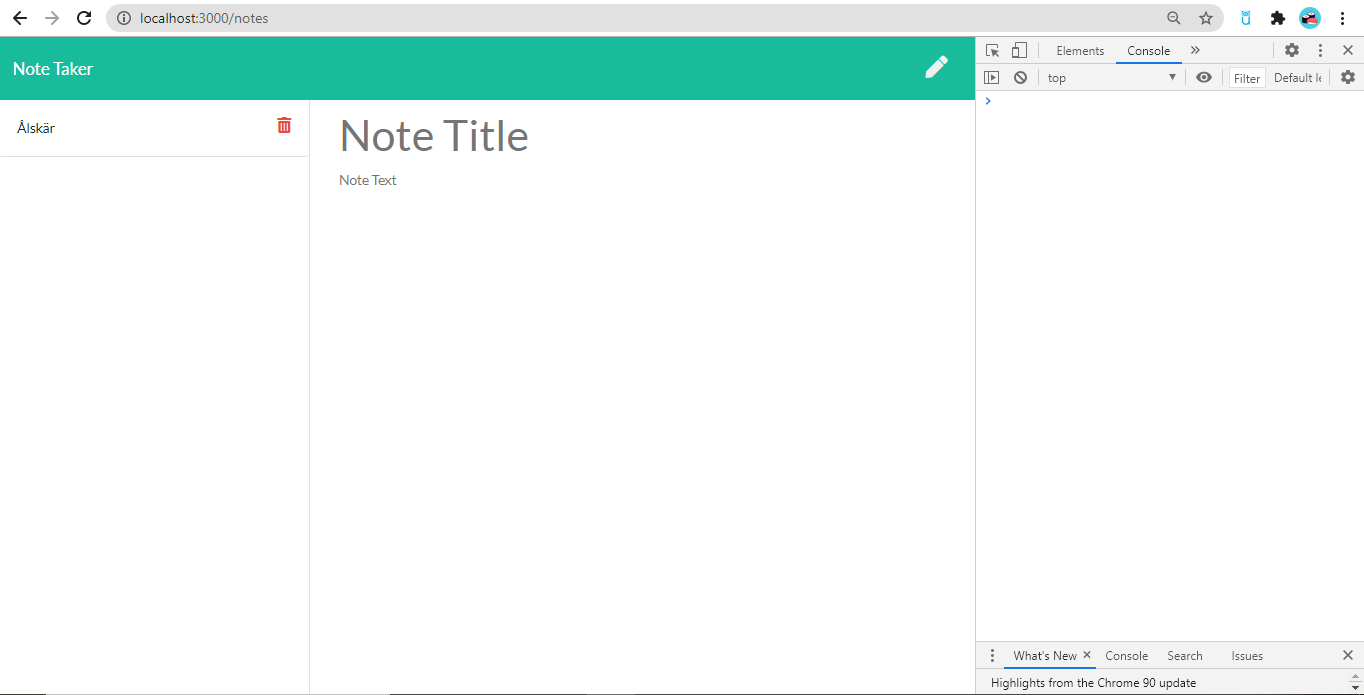 localhost:3000/notes
Note Taker
Ålskär
Note Title
Note Text
Elements Console
top Filter Default le
What's New Console Search Issues
Highlights from the Chrome 90 update